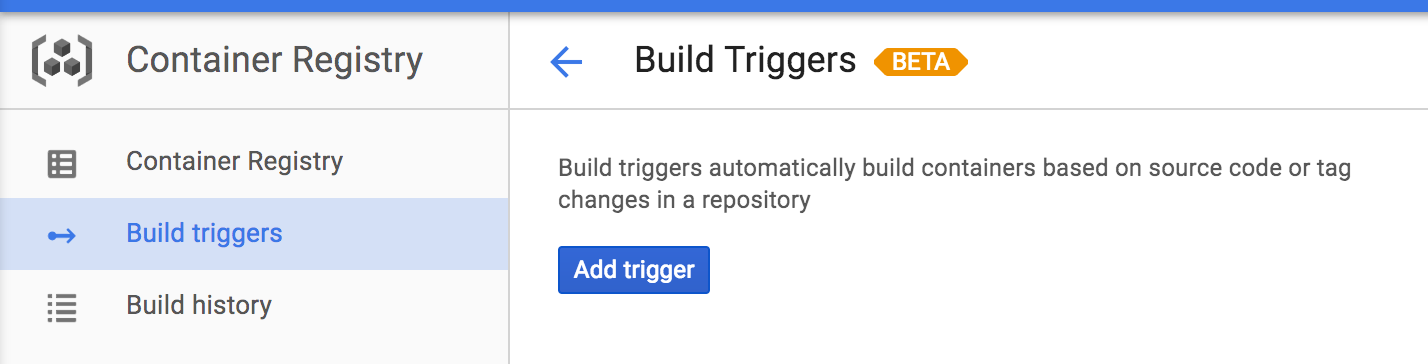 Container Registry
Build Triggers BETA
Container Registry
Build triggers
Build history
Build triggers automatically build containers based on source code or tag
changes in a repository
Add trigger